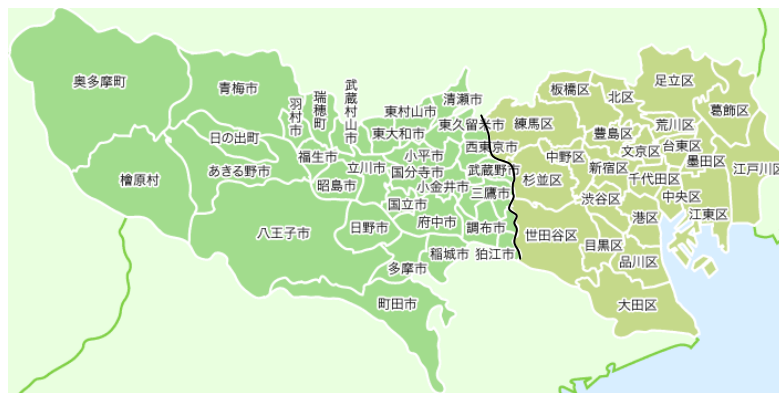 奥多摩町
青梅市
羽村市
瑞穂町
武蔵村山市
東村山市
清瀬市
東大和市
東久留米市
日の出町
福生市
立川市
小平市
西東京市
あきる野市
昭島市
国分寺市
武蔵野市
小金井市
三鷹市
檜原村
八王子市
日野市
国立市
府中市
調布市
多摩市
稲城市
狛江市
町田市
板橋区
北区
足立区
葛飾区
練馬区
豊島区
荒川区
文京区
台東区
墨田区
江戸川区
中野区
新宿区
千代田区
杉並区
渋谷区
中央区
世田谷区
港区
江東区
目黒区
品川区
大田区